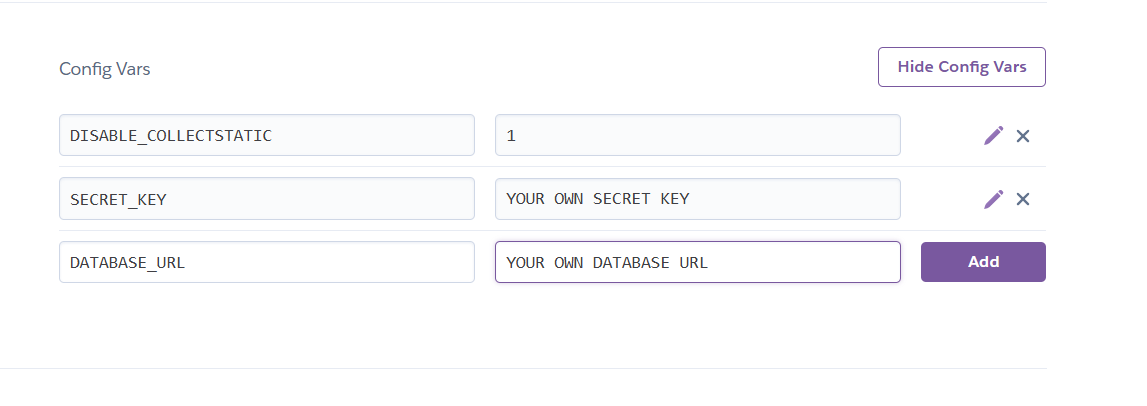 Config Vars
Hide Config Vars
DISABLE_COLLECTSTATIC
1
SECRET_KEY
YOUR OWN SECRET KEY
DATABASE_URL
YOUR OWN DATABASE URL
Add